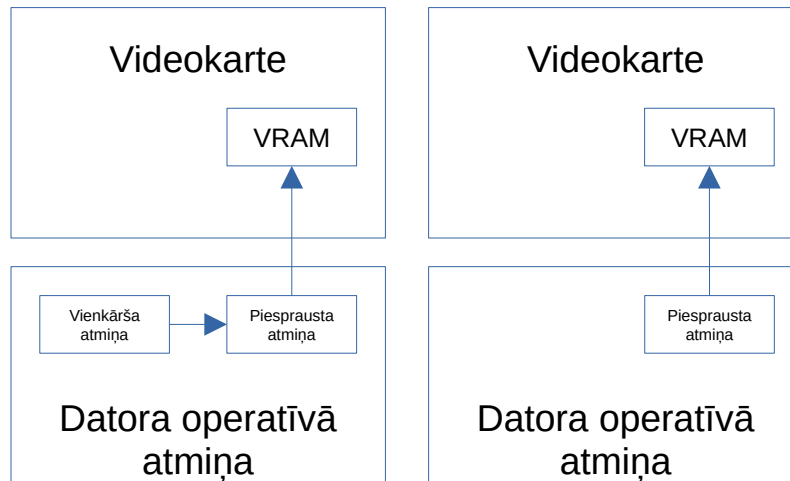 Videokarte
VRAM
Vienkārša
atmiņa
Piesprausta
atmiņa
Datora operatīvā
atmiņa
Videokarte
VRAM
Piesprausta
atmiņa
Datora operatīvā
atmiņa